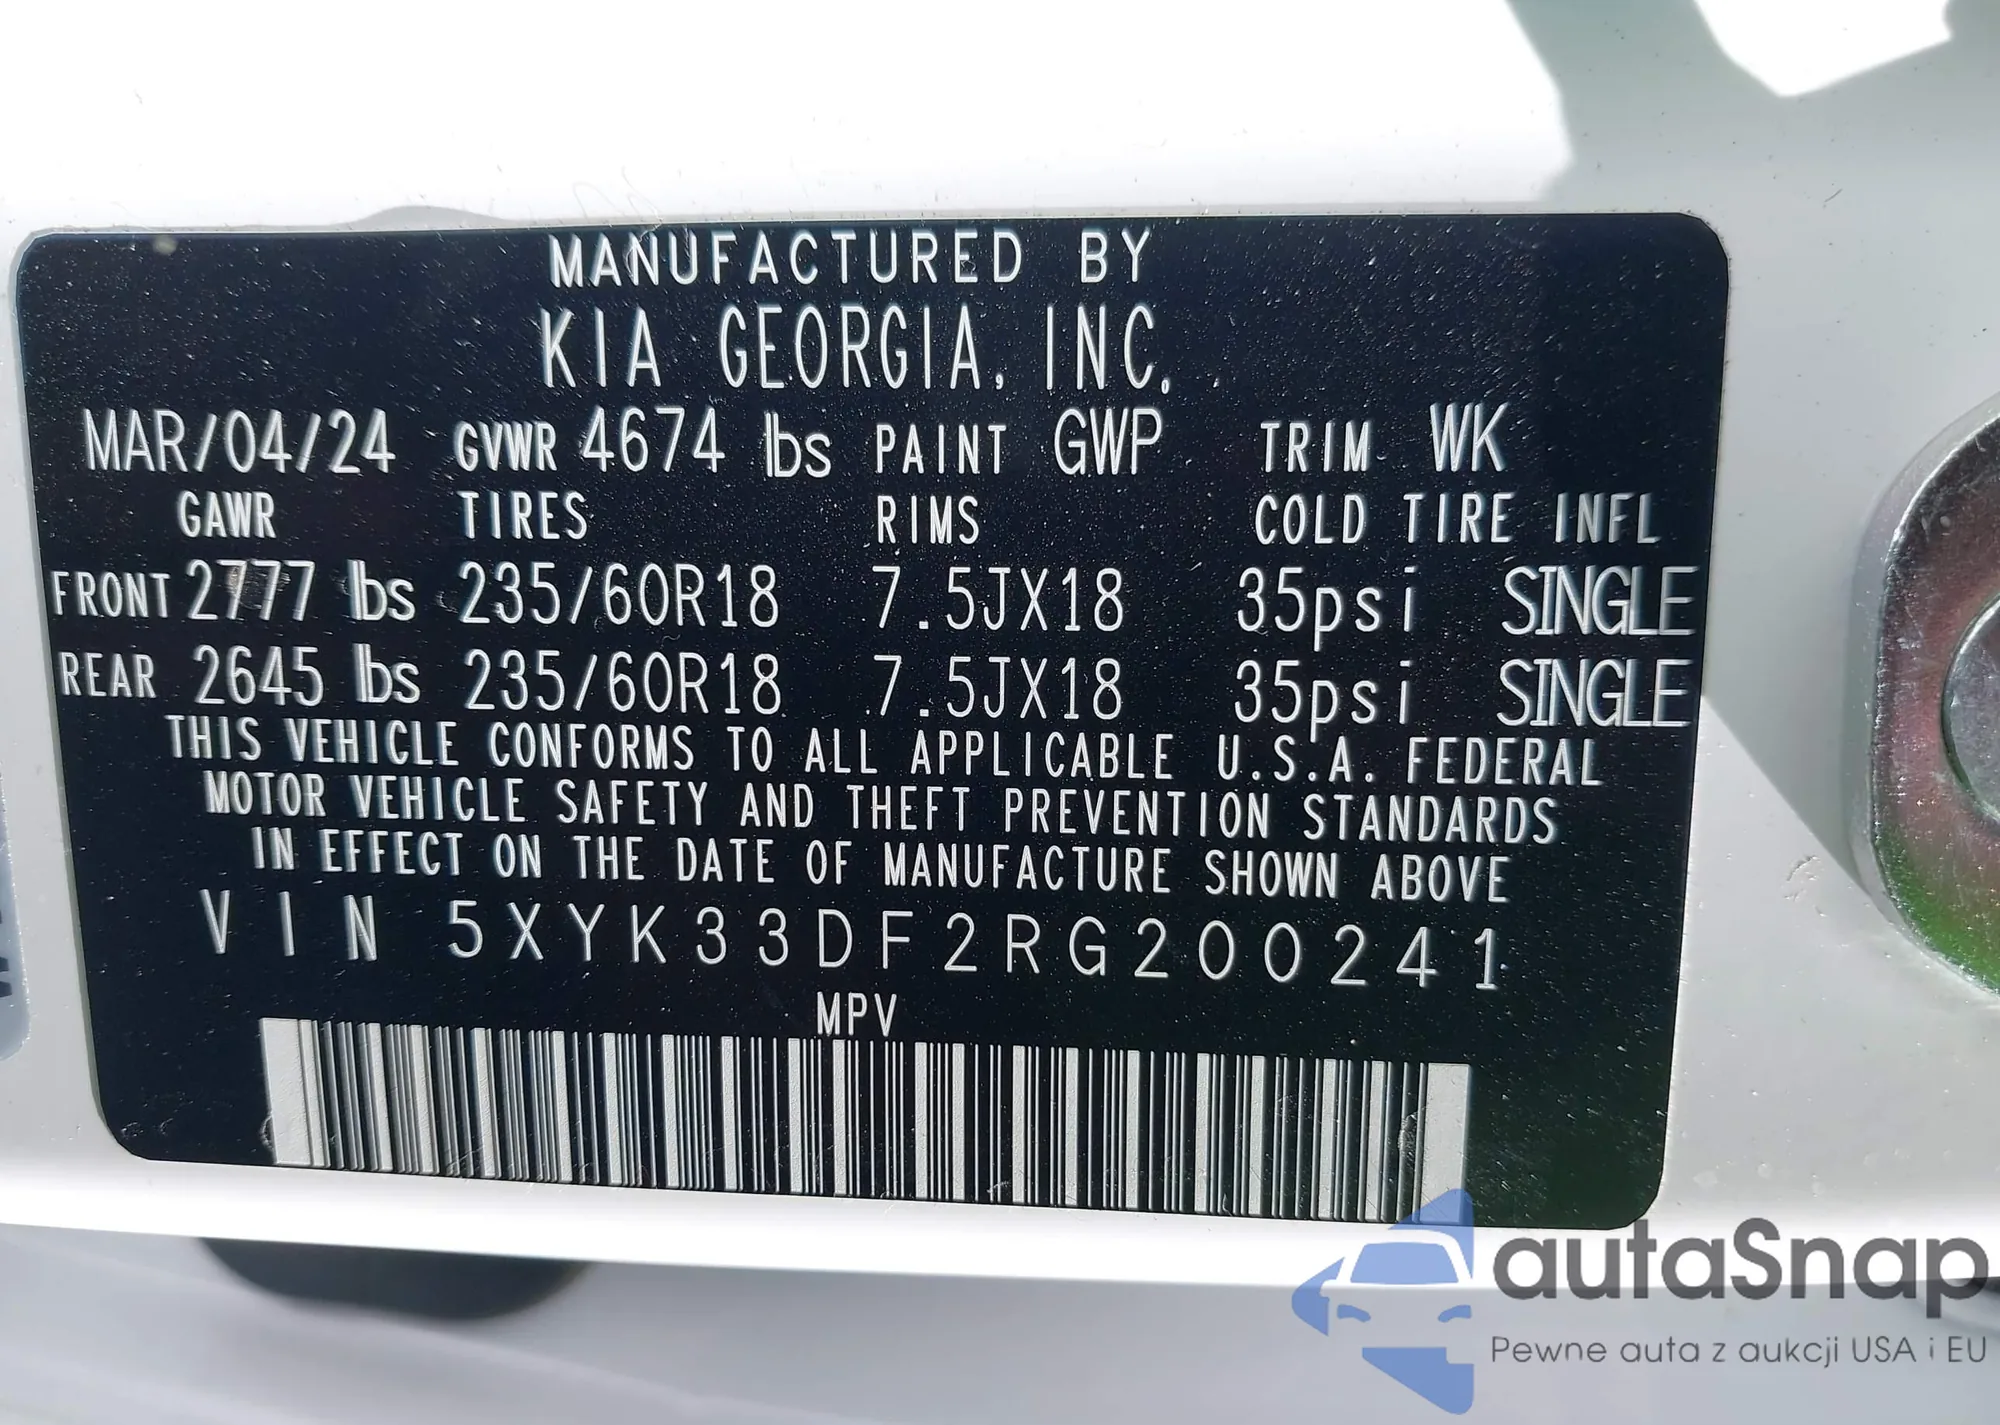 MANUFACTURED BY
KIA GEORGIA, INC.
MAR/04/24 GVWR 4674 lbs PAINT GWP TRIM WK
GAWR TIRES RIMS COLD TIRE INFL
FRONT 2777 lbs 235/60R18 7.5JX18 35psi SINGLE
REAR 2645 lbs 235/60R18 7.5JX18 35psi SINGLE
THIS VEHICLE CONFORMS TO ALL APPLICABLE U.S.A. FEDERAL
MOTOR VEHICLE SAFETY AND THEFT PREVENTION STANDARDS
IN EFFECT ON THE DATE OF MANUFACTURE SHOWN ABOVE
VIN 5XYK33DF2RG200241
MPV
autaSnap
Pewne auta z aukcji USA i EU